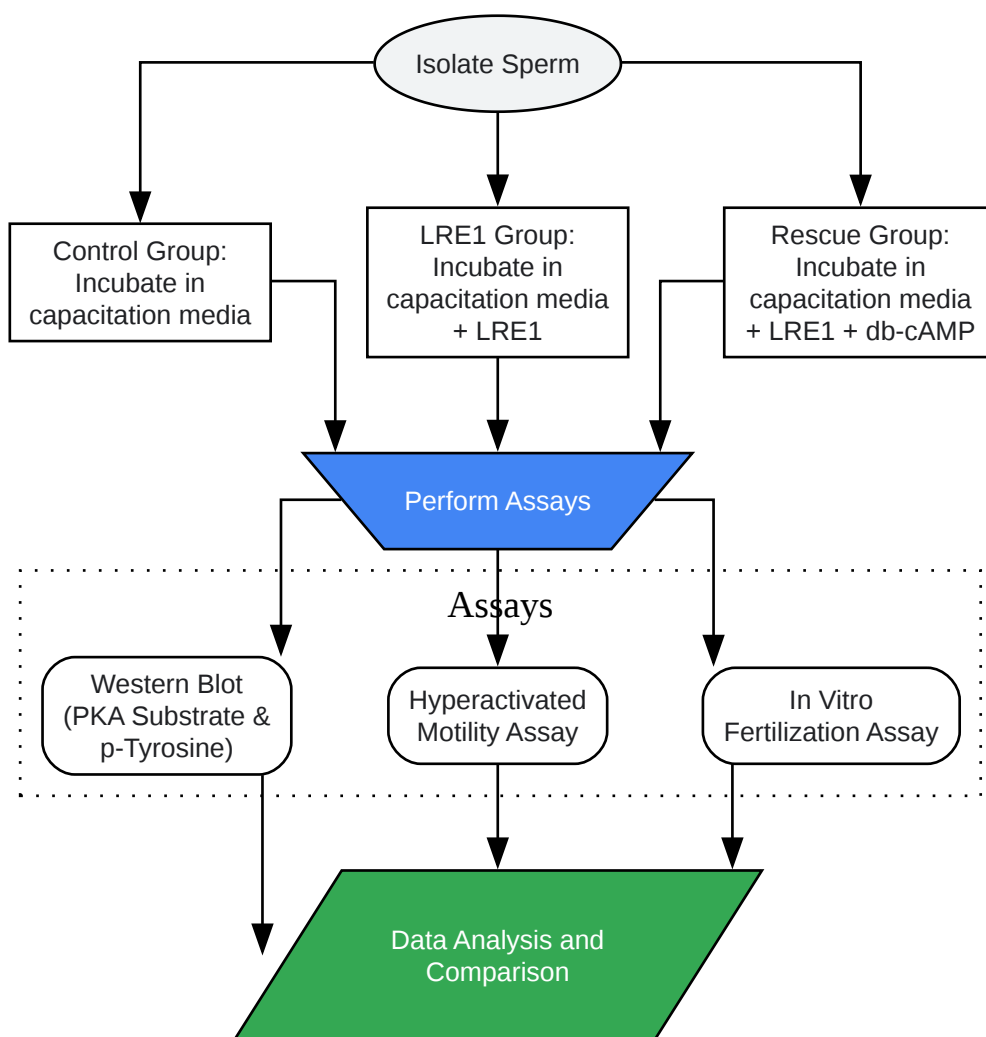 Isolate Sperm
Control Group:
Incubate in
capacitation media
LRE1 Group:
Incubate in
capacitation media
+ LRE1
Rescue Group:
Incubate in
capacitation media
+ LRE1 + db-cAMP
Perform Assays
Assays
Western Blot
(PKA Substrate &
p-Tyrosine)
Hyperactivated
Motility Assay
In Vitro
Fertilization Assay
Data Analysis and
Comparison